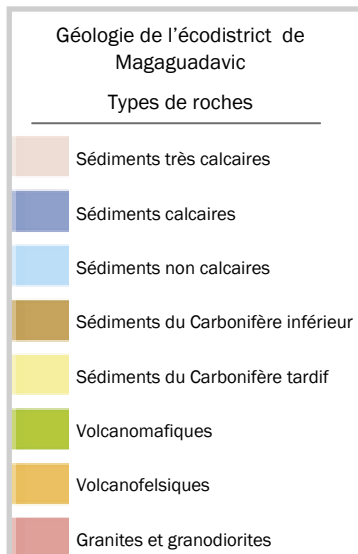 Géologie de l’écodistrict de
Magaguadavic
Types de roches
Sédiments très calcaires
Sédiments calcaires
Sédiments non calcaires
Sédiments du Carbonifère inférieur
Sédiments du Carbonifère tardif
Volcanomafiques
Volcanofelsiques
Granites et granodiorites